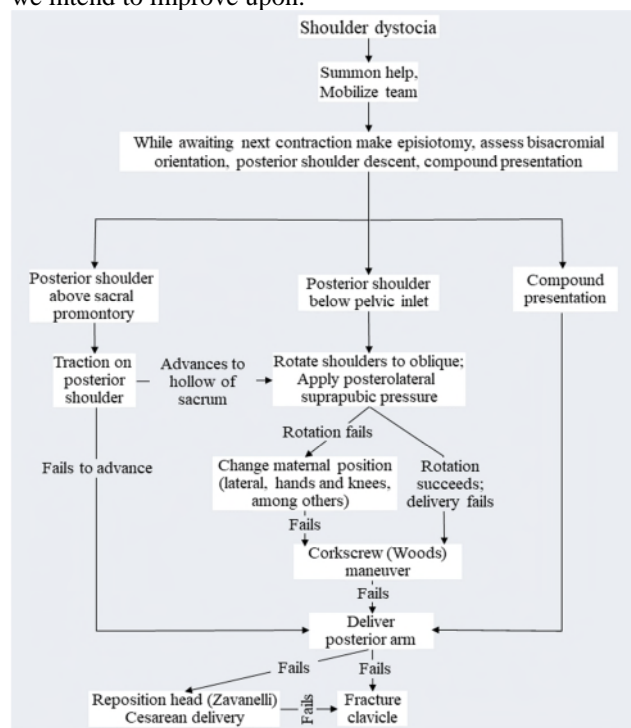 we intend to improve upon.
Shoulder dystocia
Summon help,
Mobilize team
While awaiting next contraction make episiotomy, assess bisacromial
orientation, posterior shoulder descent, compound presentation
Posterior shoulder
above sacral
promontory
Posterior shoulder
below pelvic inlet
Compound
presentation
Traction on
posterior
shoulder
Advances to
hollow of
sacrum
Rotate shoulders to oblique;
Apply posterolateral
suprapubic pressure
Rotation fails
Fails to advance
Change maternal position
(lateral, hands and knees,
among others)
Rotation
succeeds;
delivery fails
Fails
Corkscrew (Woods)
maneuver
Fails
Deliver
posterior arm
Fails
Fails
Reposition head (Zavanelli)
Cesarean delivery
Fails
Fracture
clavicle